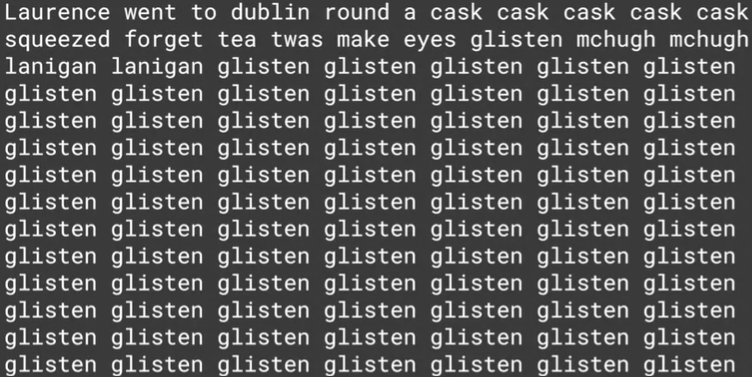 Laurence went to dublin round a cask cask cask cask cask
squeezed forget tea twas make eyes glisten mchugh mchugh
lanigan lanigan glisten glisten glisten glisten glisten
glisten glisten glisten glisten glisten glisten glisten
glisten glisten glisten glisten glisten glisten glisten
glisten glisten glisten glisten glisten glisten glisten
glisten glisten glisten glisten glisten glisten glisten
glisten glisten glisten glisten glisten glisten glisten
glisten glisten glisten glisten glisten glisten glisten
glisten glisten glisten glisten glisten glisten glisten
glisten glisten glisten glisten glisten glisten glisten
glisten glisten glisten glisten glisten glisten glisten
glisten glisten glisten glisten glisten glisten glisten
glisten glisten glisten glisten glisten glisten glisten